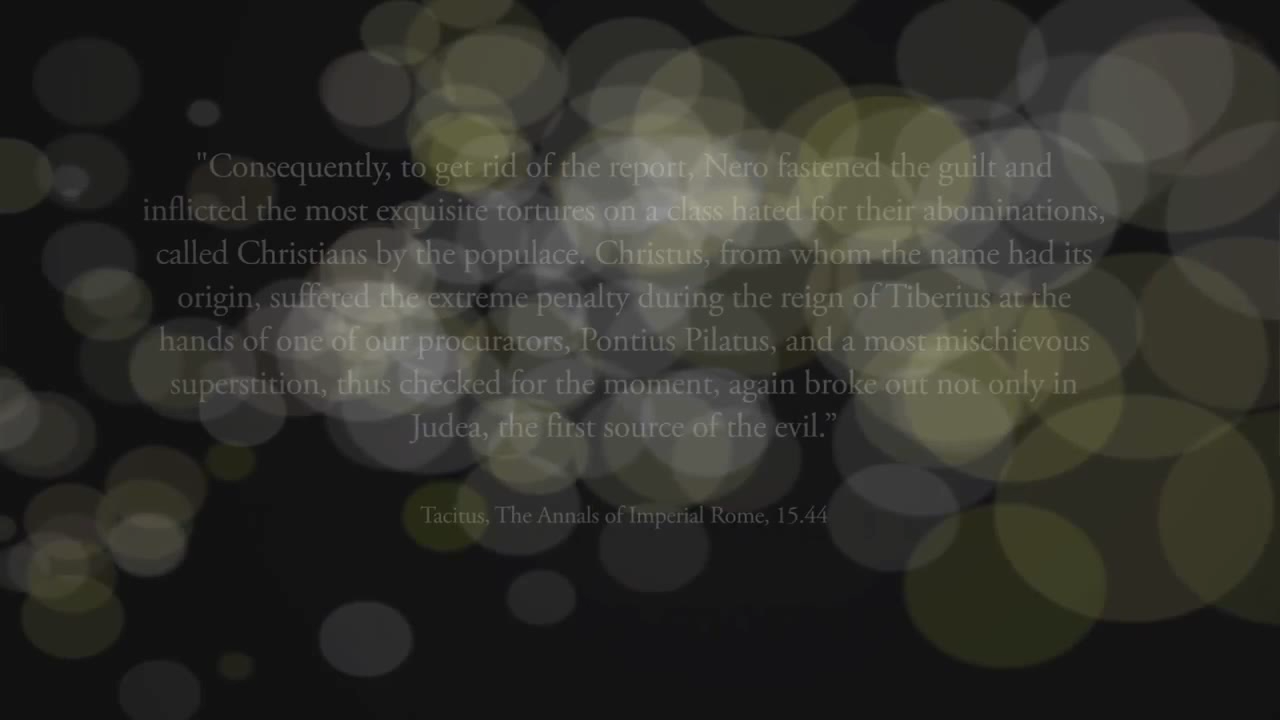 "Consequently, to get rid of the report, Nero fastened the guilt and
inflicted the most exquisite tortures on a class hated for their abominations,
called Christians by the populace. Christus, from whom the name had its
origin, suffered the extreme penalty during the reign of Tiberius at the
hands of one of our procurators, Pontius Pilatus, and a most mischievous
superstition, thus checked for the moment, again broke out not only in
Judea, the first source of the evil.”
Tacitus, The Annals of Imperial Rome, 15.44